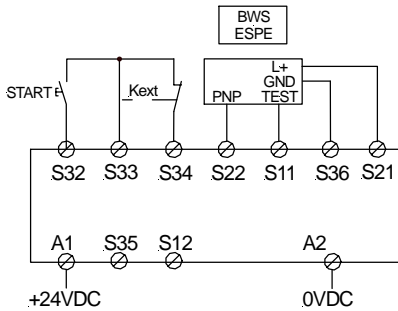 BWS
ESPE
L+
GND
PNP TEST
START
Kext
S32 S33 S34 S22 S11 S36 S21
A1 S35 S12 A2
+24VDC 0VDC